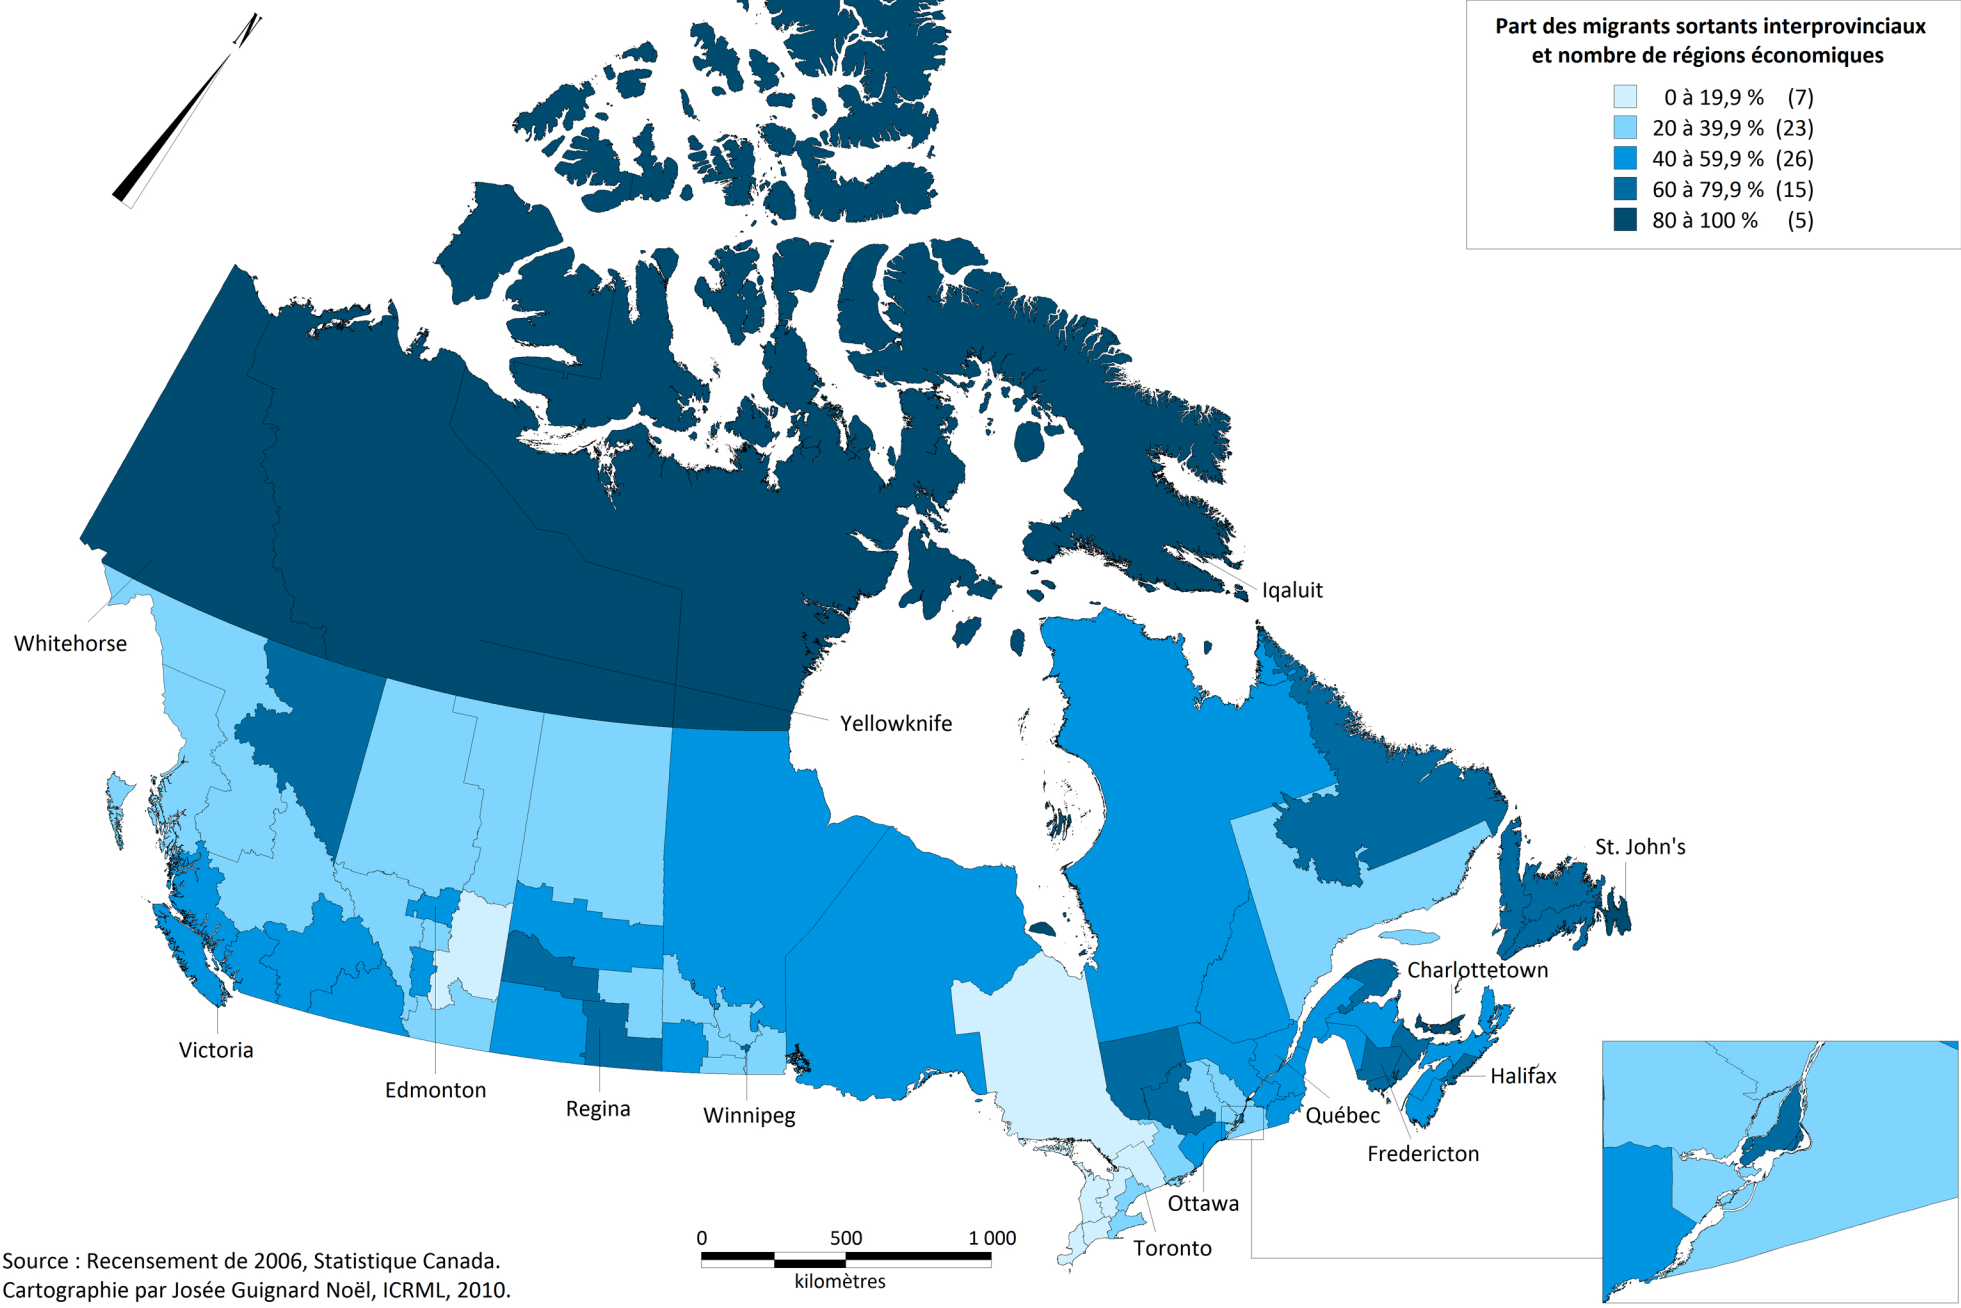 N
Part des migrants sortants interprovinciaux
et nombre de régions économiques
0 à 19,9 % (7)
20 à 39,9 % (23)
40 à 59,9 % (26)
60 à 79,9 % (15)
80 à 100 % (5)
Iqaluit
Whitehorse
Yellowknife
St. John's
Charlottetown
Victoria
Edmonton
Regina
Winnipeg
Halifax
Québec
Fredericton
Ottawa
Toronto
0 500 1 000
kilomètres
Source : Recensement de 2006, Statistique Canada.
Cartographie par Josée Guignard Noël, ICRML, 2010.